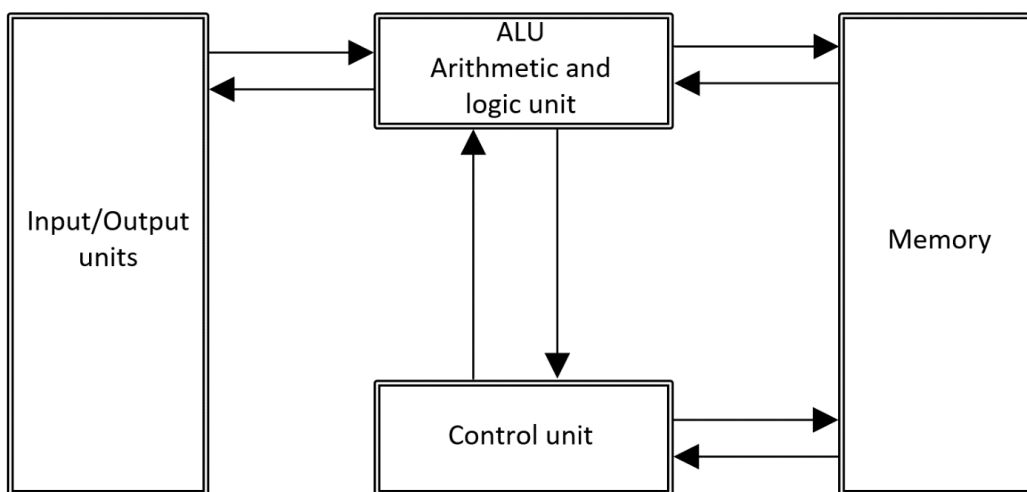 ALU
Arithmetic and
logic unit
Input/Output
units
Memory
Control unit